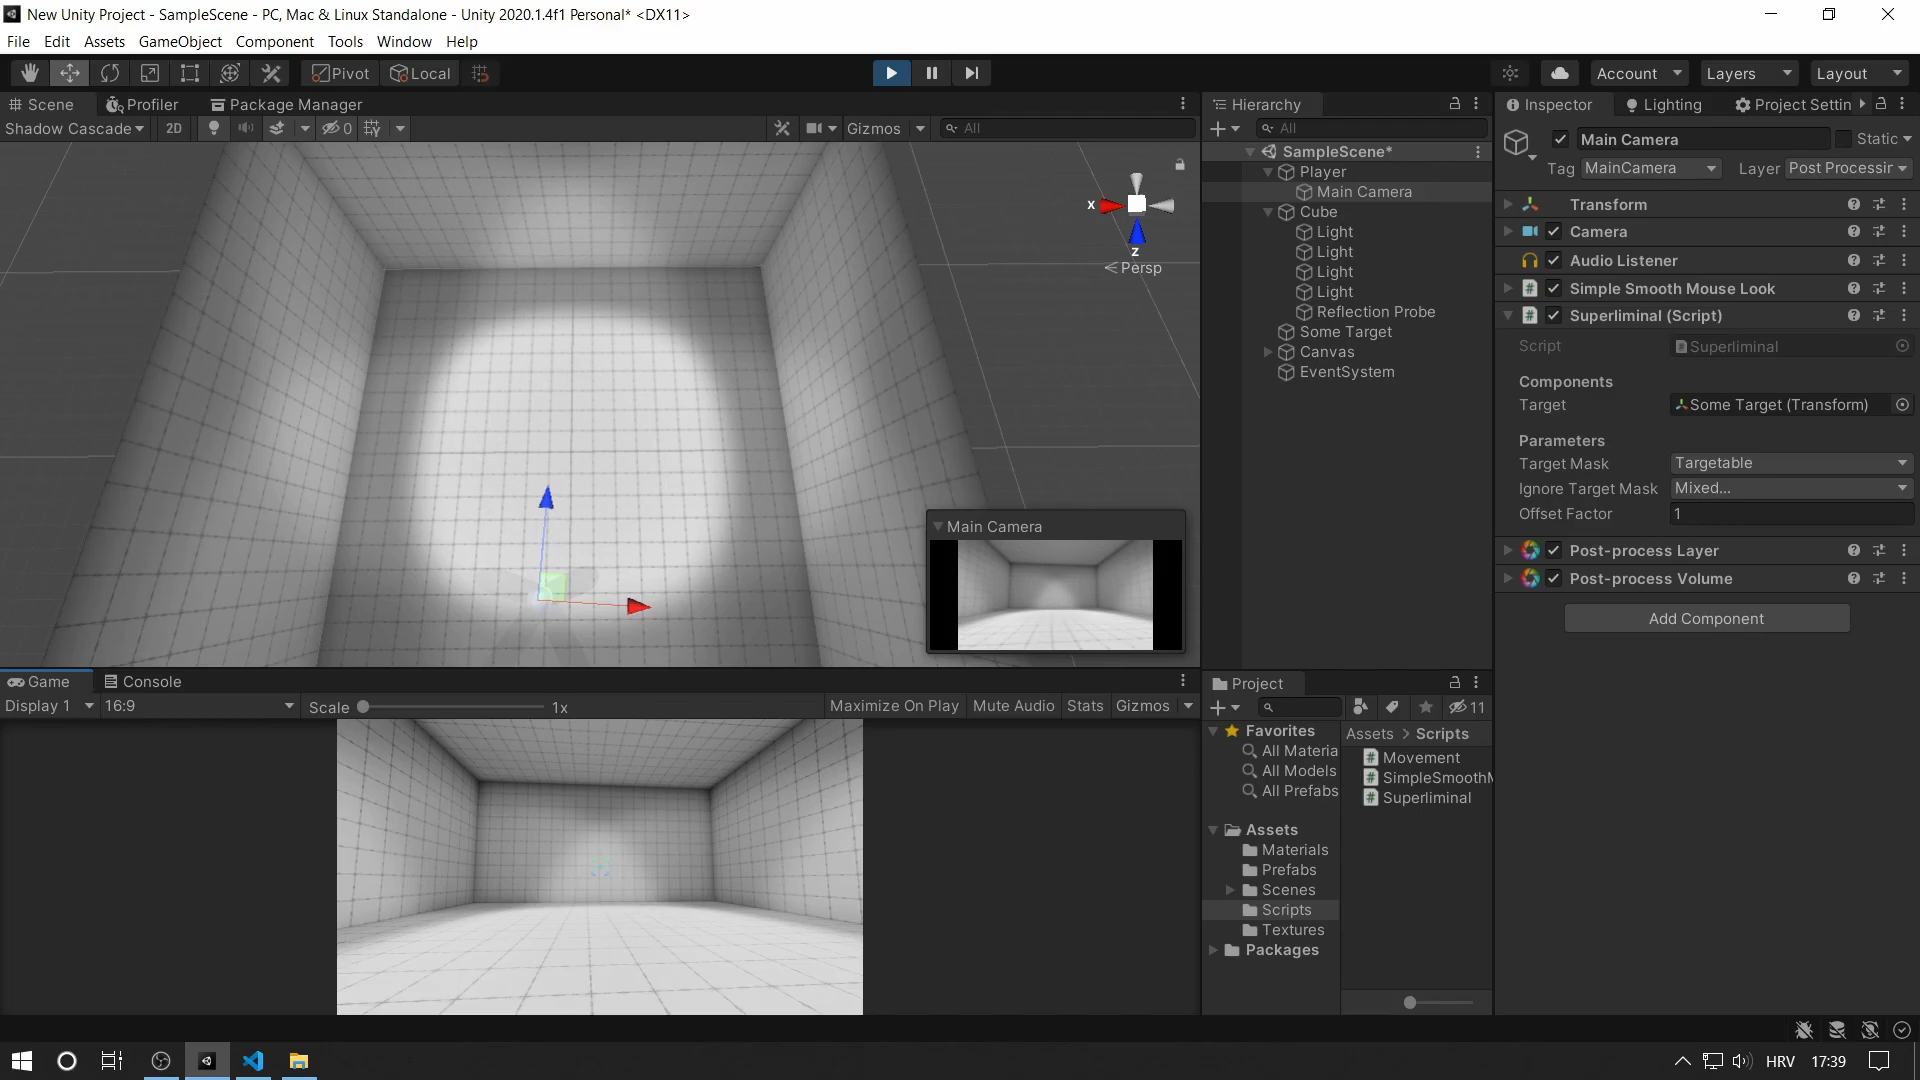 New Unity Project - SampleScene - PC, Mac & Linux Standalone - Unity 2020.1.4f1 Personal* <DX11>
File Edit Assets GameObject Component Tools Window Help
Pivot Local Account Layers Layout
Scene Profiler Package Manager
Shadow Cascade 2D 0 Gizmos All
x
z
Persp
Main Camera
Hierarchy
All
SampleScene*
Player
Main Camera
Cube
Light
Light
Light
Light
Reflection Probe
Some Target
Canvas
EventSystem
Inspector Lighting Project Settin
Main Camera Static
Tag MainCamera Layer Post Processir
Transform
Camera
Audio Listener
Simple Smooth Mouse Look
Superliminal (Script)
Script Superliminal
Components
Target Some Target (Transform)
Parameters
Target Mask Targetable
Ignore Target Mask Mixed...
Offset Factor 1
Post-process Layer
Post-process Volume
Add Component
Game Console
Display 1 16:9 Scale 1x Maximize On Play Mute Audio Stats Gizmos
Project
11
Favorites
All Materia
All Models
All Prefabs
Assets
Materials
Prefabs
Scenes
Scripts
Textures
Packages
Assets > Scripts
Movement
SimpleSmoothM
Superliminal
HRV 17:39